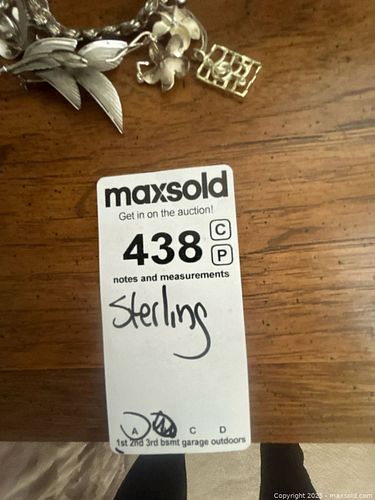 maxsold
Get in on the auction!
438 C
P
notes and measurements
Sterling
A C D
1st 2nd 3rd bsmt garage outdoors
Copyright 2025 - maxsold.com